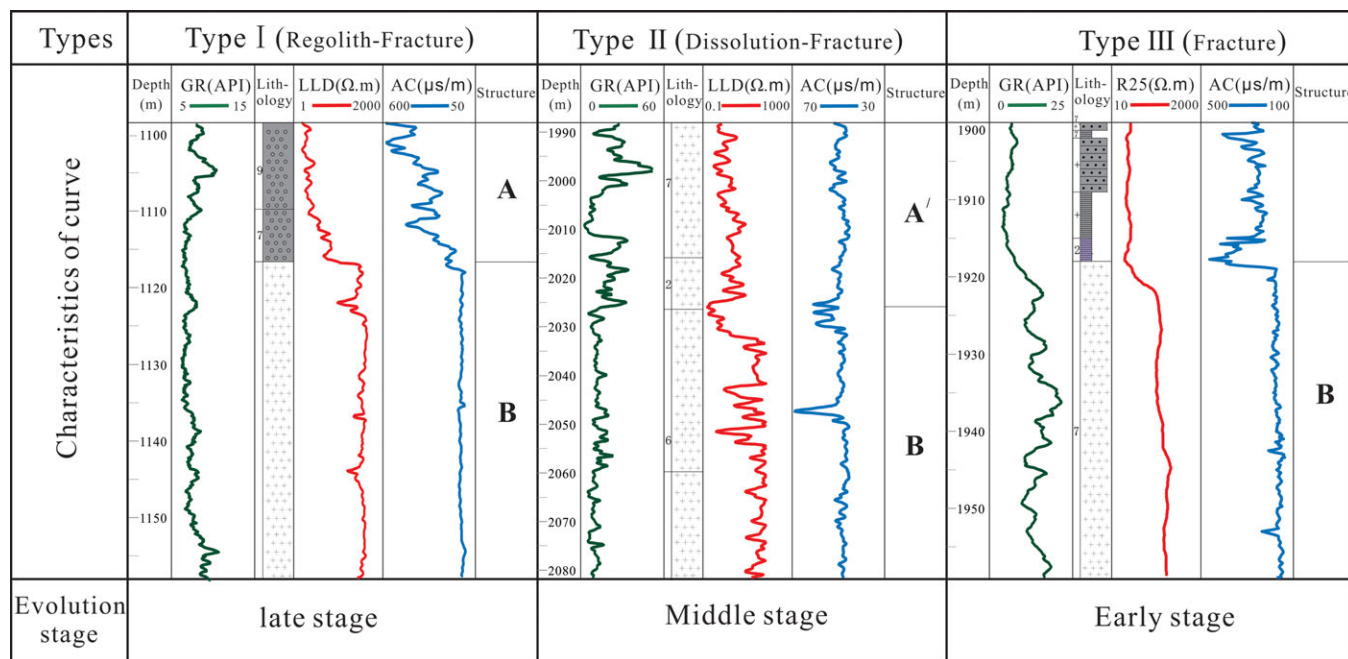 Types
Type I (Regolith-Fracture)
Type II (Dissolution-Fracture)
Type III (Fracture)
Characteristics of curve
Depth
(m)
GR(API)
5 15
Lith-
ology
LLD(Ω.m)
1 2000
AC(μs/m)
600 50
Structure
1100
1110
1120
1130
1140
1150
9
7
A
B
Depth
(m)
GR(API)
0 60
Lithology
LLD(Ω.m)
0.1 1000
AC(μs/m)
70 30
Structure
1990
2000
2010
2020
2030
2040
2050
2060
2070
2080
7
2
6
A′
B
Depth
(m)
GR(API)
0 25
Lithology
R25(Ω.m)
10 2000
AC(μs/m)
500 100
Structure
1900
1910
1920
1930
1940
1950
2
7
B
Evolution
stage
late stage
Middle stage
Early stage